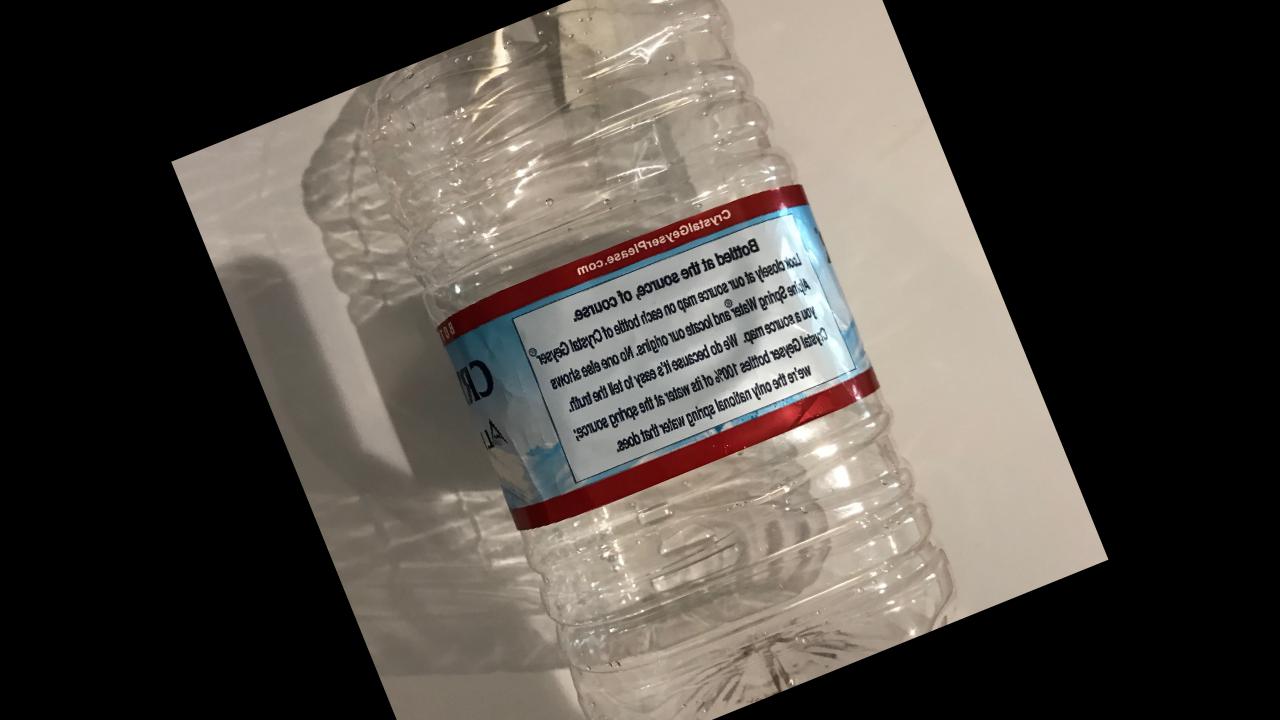 CrystalGeyserPlease.com
Bottled at the source, of course.
Look closely at our source map on each bottle of Crystal Geyser®
Alpine Spring Water® and locate our origins. No one else shows
you a source map. We do because it's easy to tell the truth.
Crystal Geyser bottles 100% of its water at the spring source;
we're the only national spring water that does.